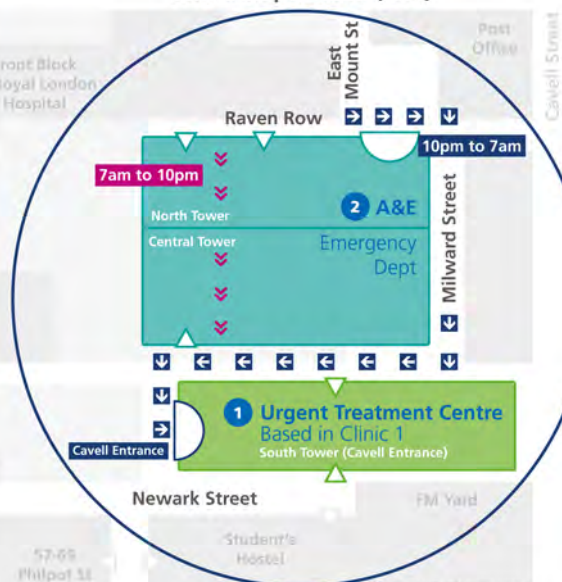 Post
Office
Cavell Street
East
Mount St
Front Block
Royal London
Hospital
Raven Row
7am to 10pm
10pm to 7am
2 A&E
North Tower
Central Tower
Emergency
Dept
Milward Street
1 Urgent Treatment Centre
Based in Clinic 1
South Tower (Cavell Entrance)
Cavell Entrance
Newark Street
FM Yard
Student's
Hostel
57-69
Philpot St